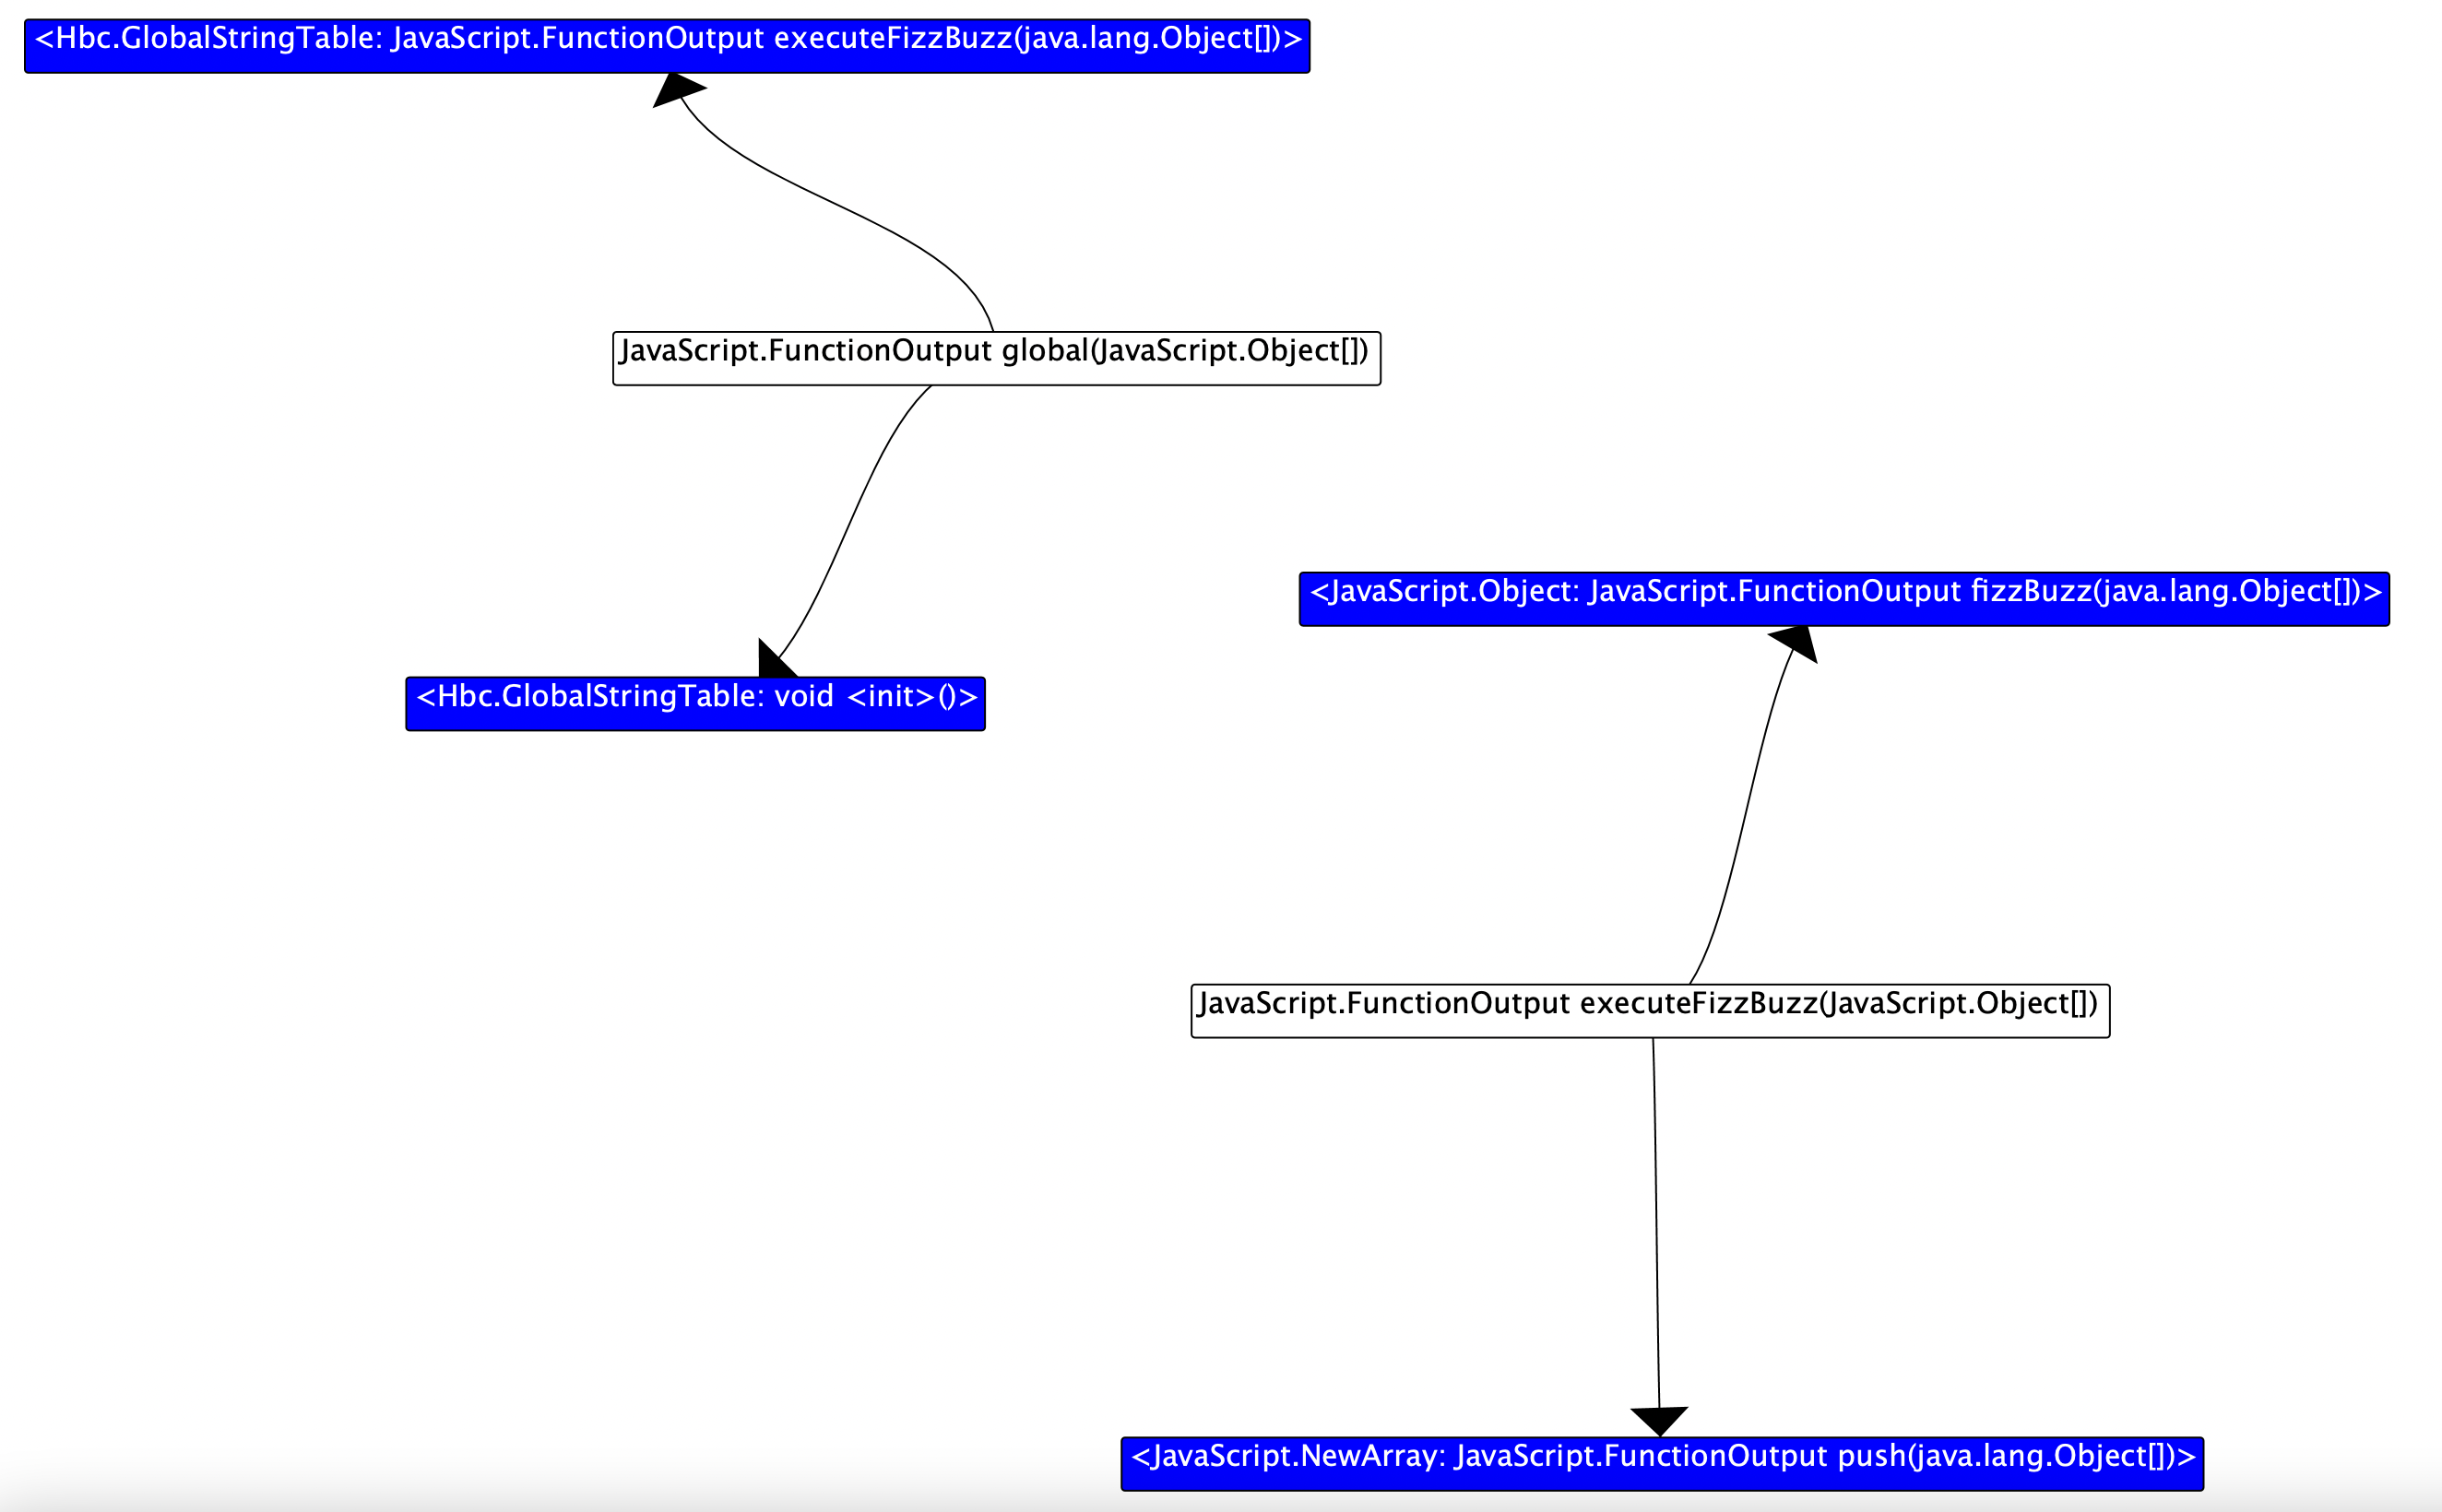 <Hbc.GlobalStringTable: JavaScript.FunctionOutput executeFizzBuzz(java.lang.Object[])>
JavaScript.FunctionOutput global(JavaScript.Object[])
<JavaScript.Object: JavaScript.FunctionOutput fizzBuzz(java.lang.Object[])>
<Hbc.GlobalStringTable: void <init>()>
JavaScript.FunctionOutput executeFizzBuzz(JavaScript.Object[])
<JavaScript.NewArray: JavaScript.FunctionOutput push(java.lang.Object[])>